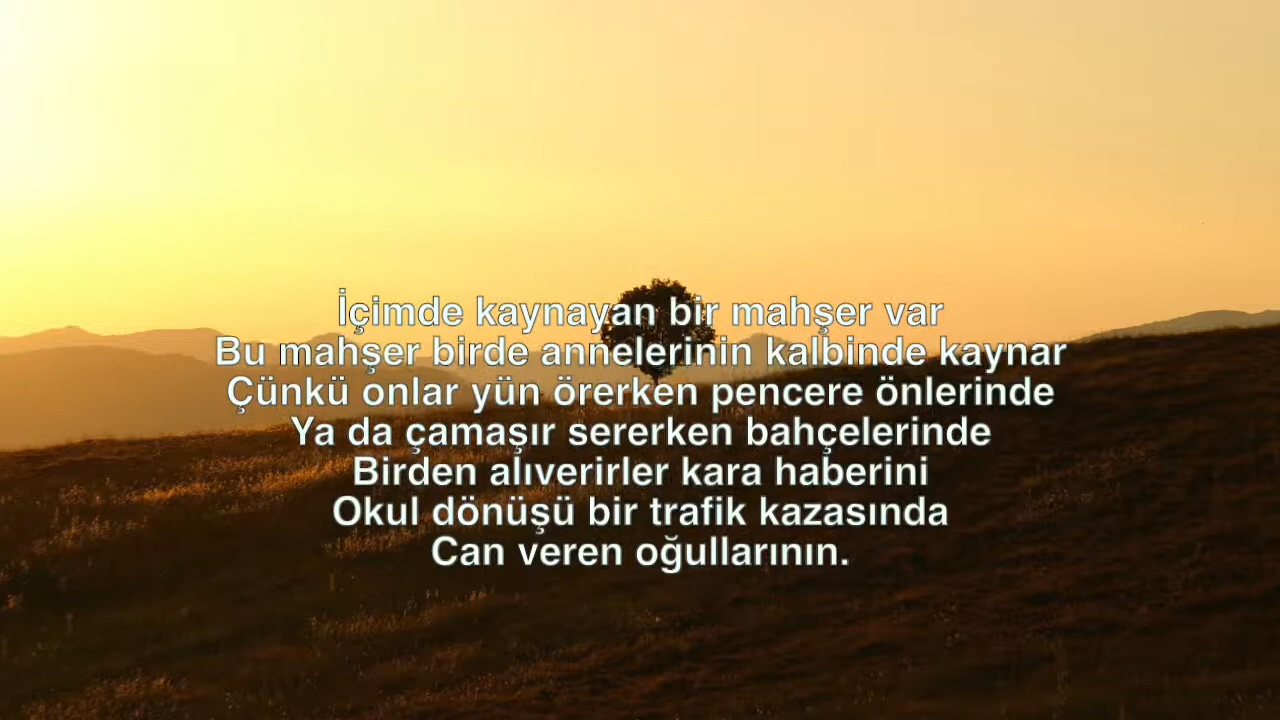 İçimde kaynayan bir mahşer var
Bu mahşer birde annelerinin kalbinde kaynar
Çünkü onlar yün örerken pencere önlerinde
Ya da çamaşır sererken bahçelerinde
Birden alıverirler kara haberini
Okul dönüşü bir trafik kazasında
Can veren oğullarının.